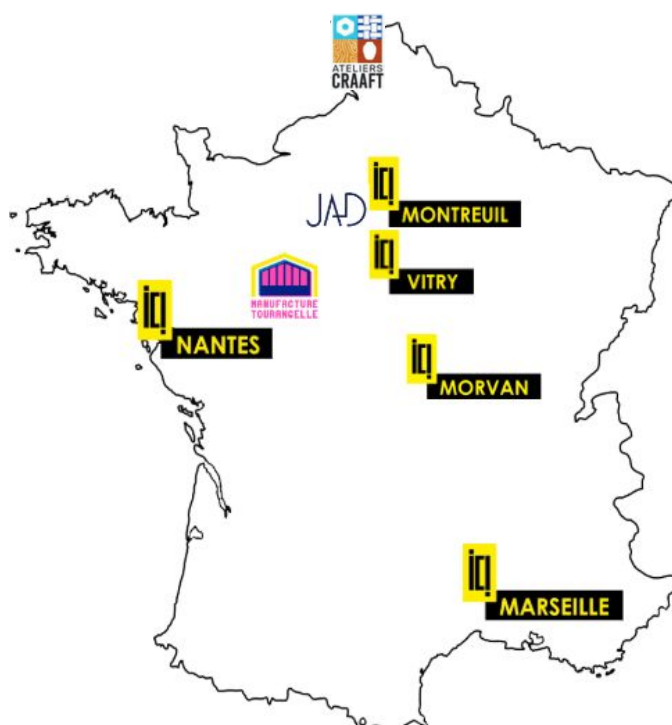 ATELIERS
CRAAFT
ici
MONTREUIL
JAD
ici
VITRY
MANUFACTURE
TOURANGELLE
ici
NANTES
ici
MORVAN
ici
MARSEILLE